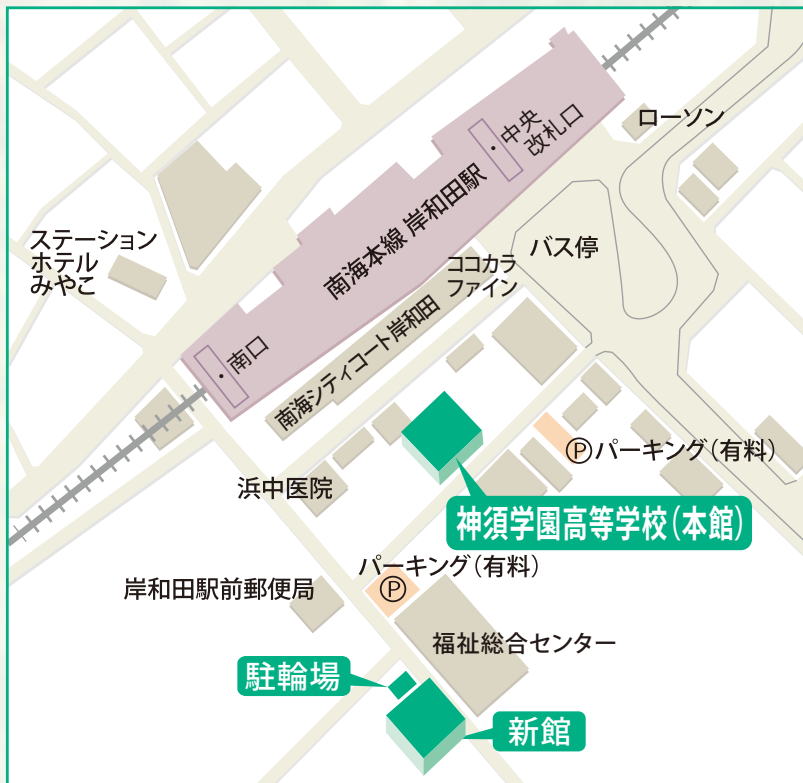 中央
改札口
ローソン
南海本線 岸和田駅
ステーション
ホテル
みやこ
ココカラ
ファイン
バス停
南口
南海シティコート岸和田
Ⓟパーキング(有料)
浜中医院
神須学園高等学校(本館)
パーキング(有料)
Ⓟ
岸和田駅前郵便局
福祉総合センター
駐輪場
新館